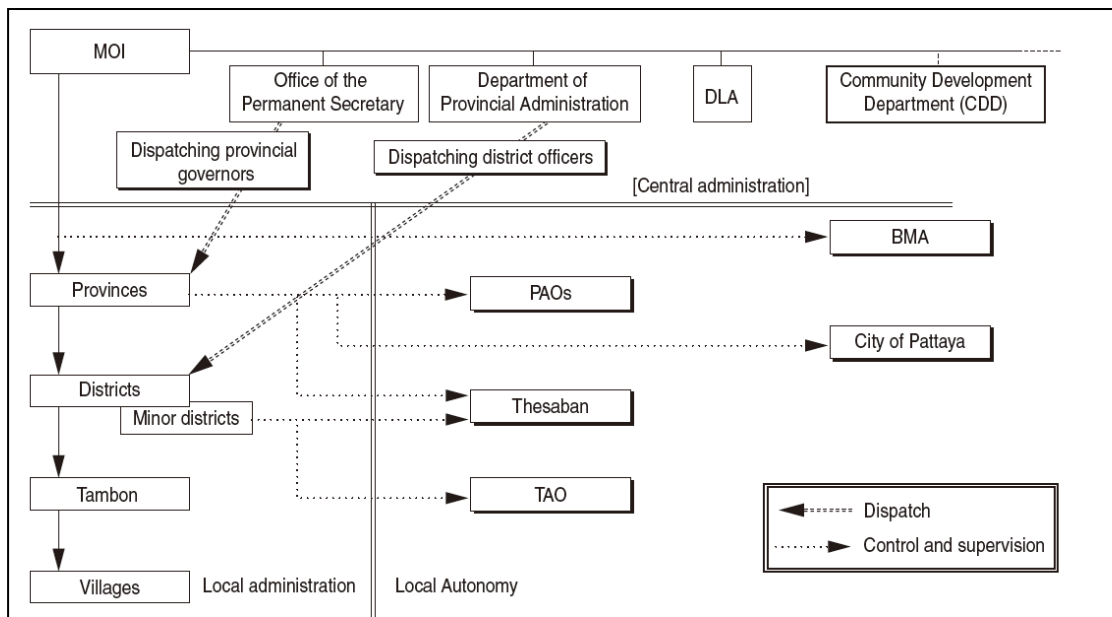 MOI
Office of the
Permanent Secretary
Department of
Provincial Administration
DLA
Community Development
Department (CDD)
Dispatching provincial
governors
Dispatching district officers
[Central administration]
BMA
Provinces
PAOs
City of Pattaya
Districts
Minor districts
Thesaban
Tambon
TAO
Dispatch
Control and supervision
Villages
Local administration
Local Autonomy